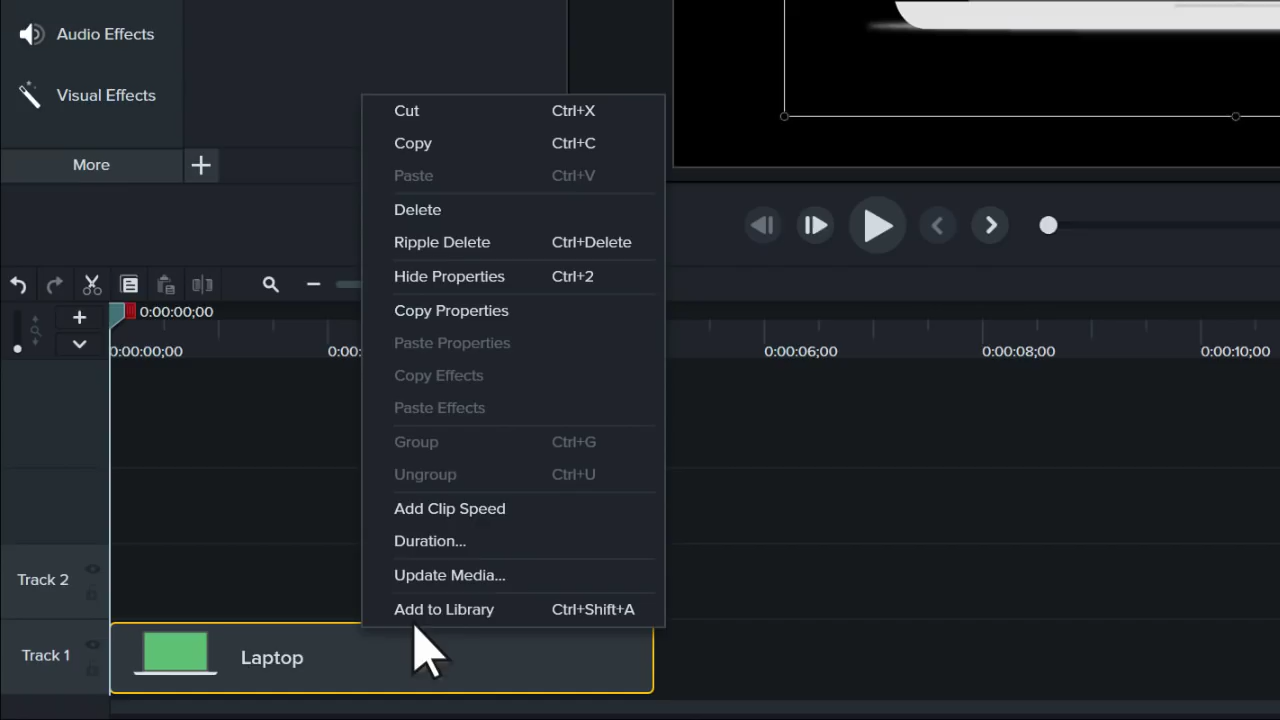 Audio Effects
Visual Effects
More
Cut Ctrl+X
Copy Ctrl+C
Paste Ctrl+V
Delete
Ripple Delete Ctrl+Delete
Hide Properties Ctrl+2
Copy Properties
Paste Properties
Copy Effects
Paste Effects
Group Ctrl+G
Ungroup Ctrl+U
Add Clip Speed
Duration...
Update Media...
Add to Library Ctrl+Shift+A
0:00:00;00
0:00:00;00 0:00: 0:00:06;00 0:00:08;00 0:00:10;00
Track 2
Track 1 Laptop